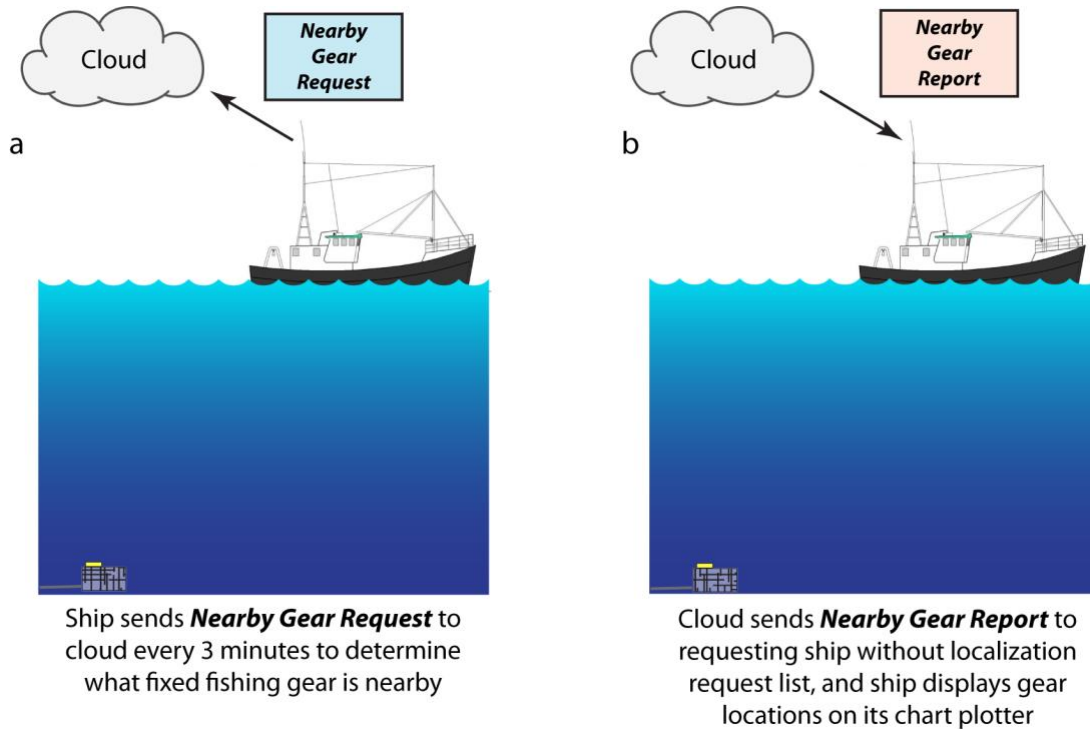 Cloud
Nearby
Gear
Request
a
Ship sends Nearby Gear Request to
cloud every 3 minutes to determine
what fixed fishing gear is nearby
Cloud
Nearby
Gear
Report
b
Cloud sends Nearby Gear Report to
requesting ship without localization
request list, and ship displays gear
locations on its chart plotter